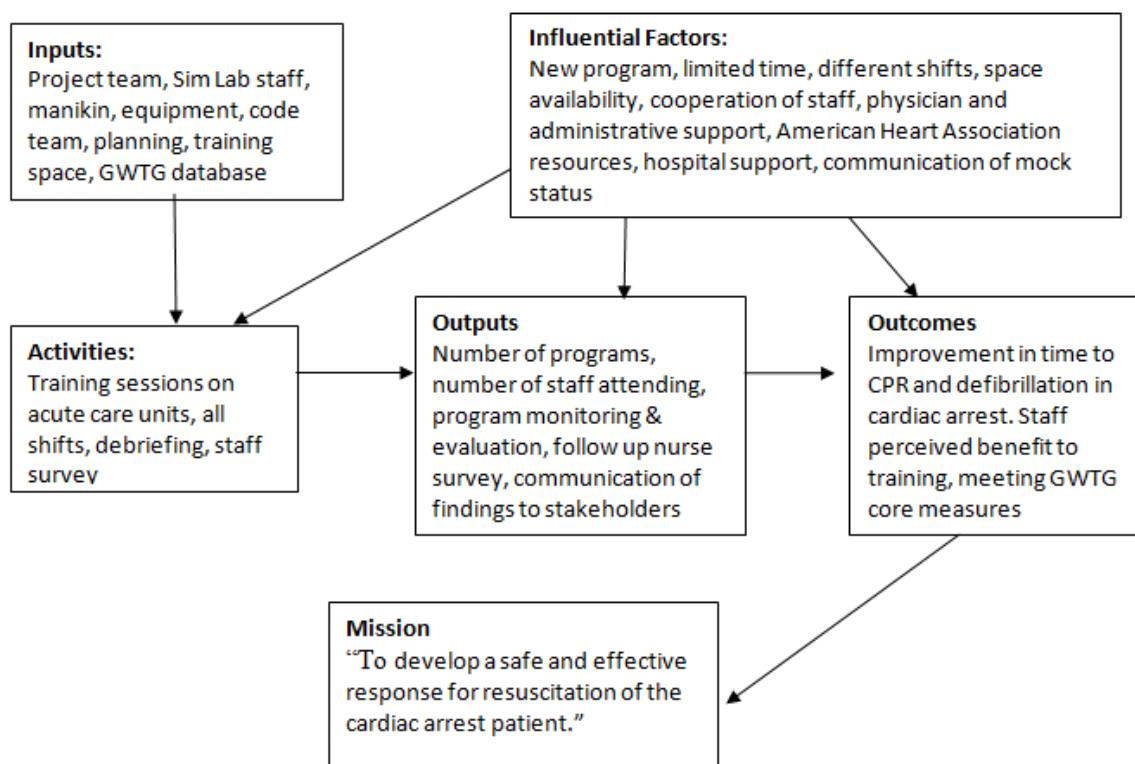 Inputs:
Project team, Sim Lab staff,
manikin, equipment, code
team, planning, training
space, GWTG database
Influential Factors:
New program, limited time, different shifts, space
availability, cooperation of staff, physician and
administrative support, American Heart Association
resources, hospital support, communication of mock
status
Activities:
Training sessions on
acute care units, all
shifts, debriefing, staff
survey
Outputs
Number of programs,
number of staff attending,
program monitoring &
evaluation, follow up nurse
survey, communication of
findings to stakeholders
Outcomes
Improvement in time to
CPR and defibrillation in
cardiac arrest. Staff
perceived benefit to
training, meeting GWTG
core measures
Mission
“To develop a safe and effective
response for resuscitation of the
cardiac arrest patient.”